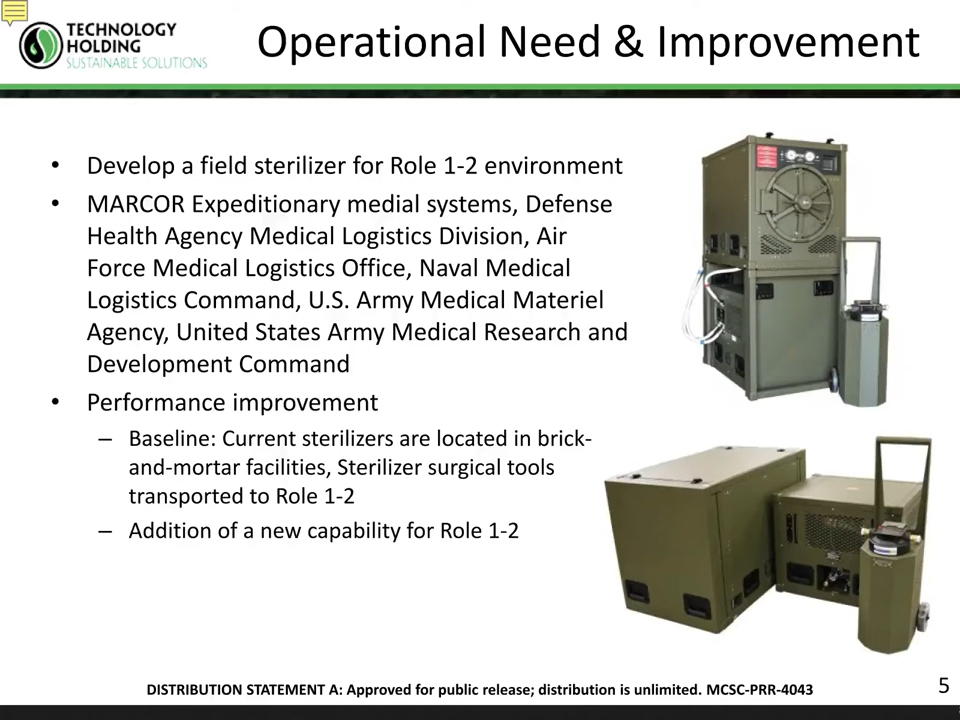 TECHNOLOGY
HOLDING
SUSTAINABLE SOLUTIONS
Operational Need & Improvement
• Develop a field sterilizer for Role 1-2 environment
• MARCOR Expeditionary medial systems, Defense
Health Agency Medical Logistics Division, Air
Force Medical Logistics Office, Naval Medical
Logistics Command, U.S. Army Medical Materiel
Agency, United States Army Medical Research and
Development Command
• Performance improvement
– Baseline: Current sterilizers are located in brick-
and-mortar facilities, Sterilizer surgical tools
transported to Role 1-2
– Addition of a new capability for Role 1-2
DISTRIBUTION STATEMENT A: Approved for public release; distribution is unlimited. MCSC-PRR-4043
5